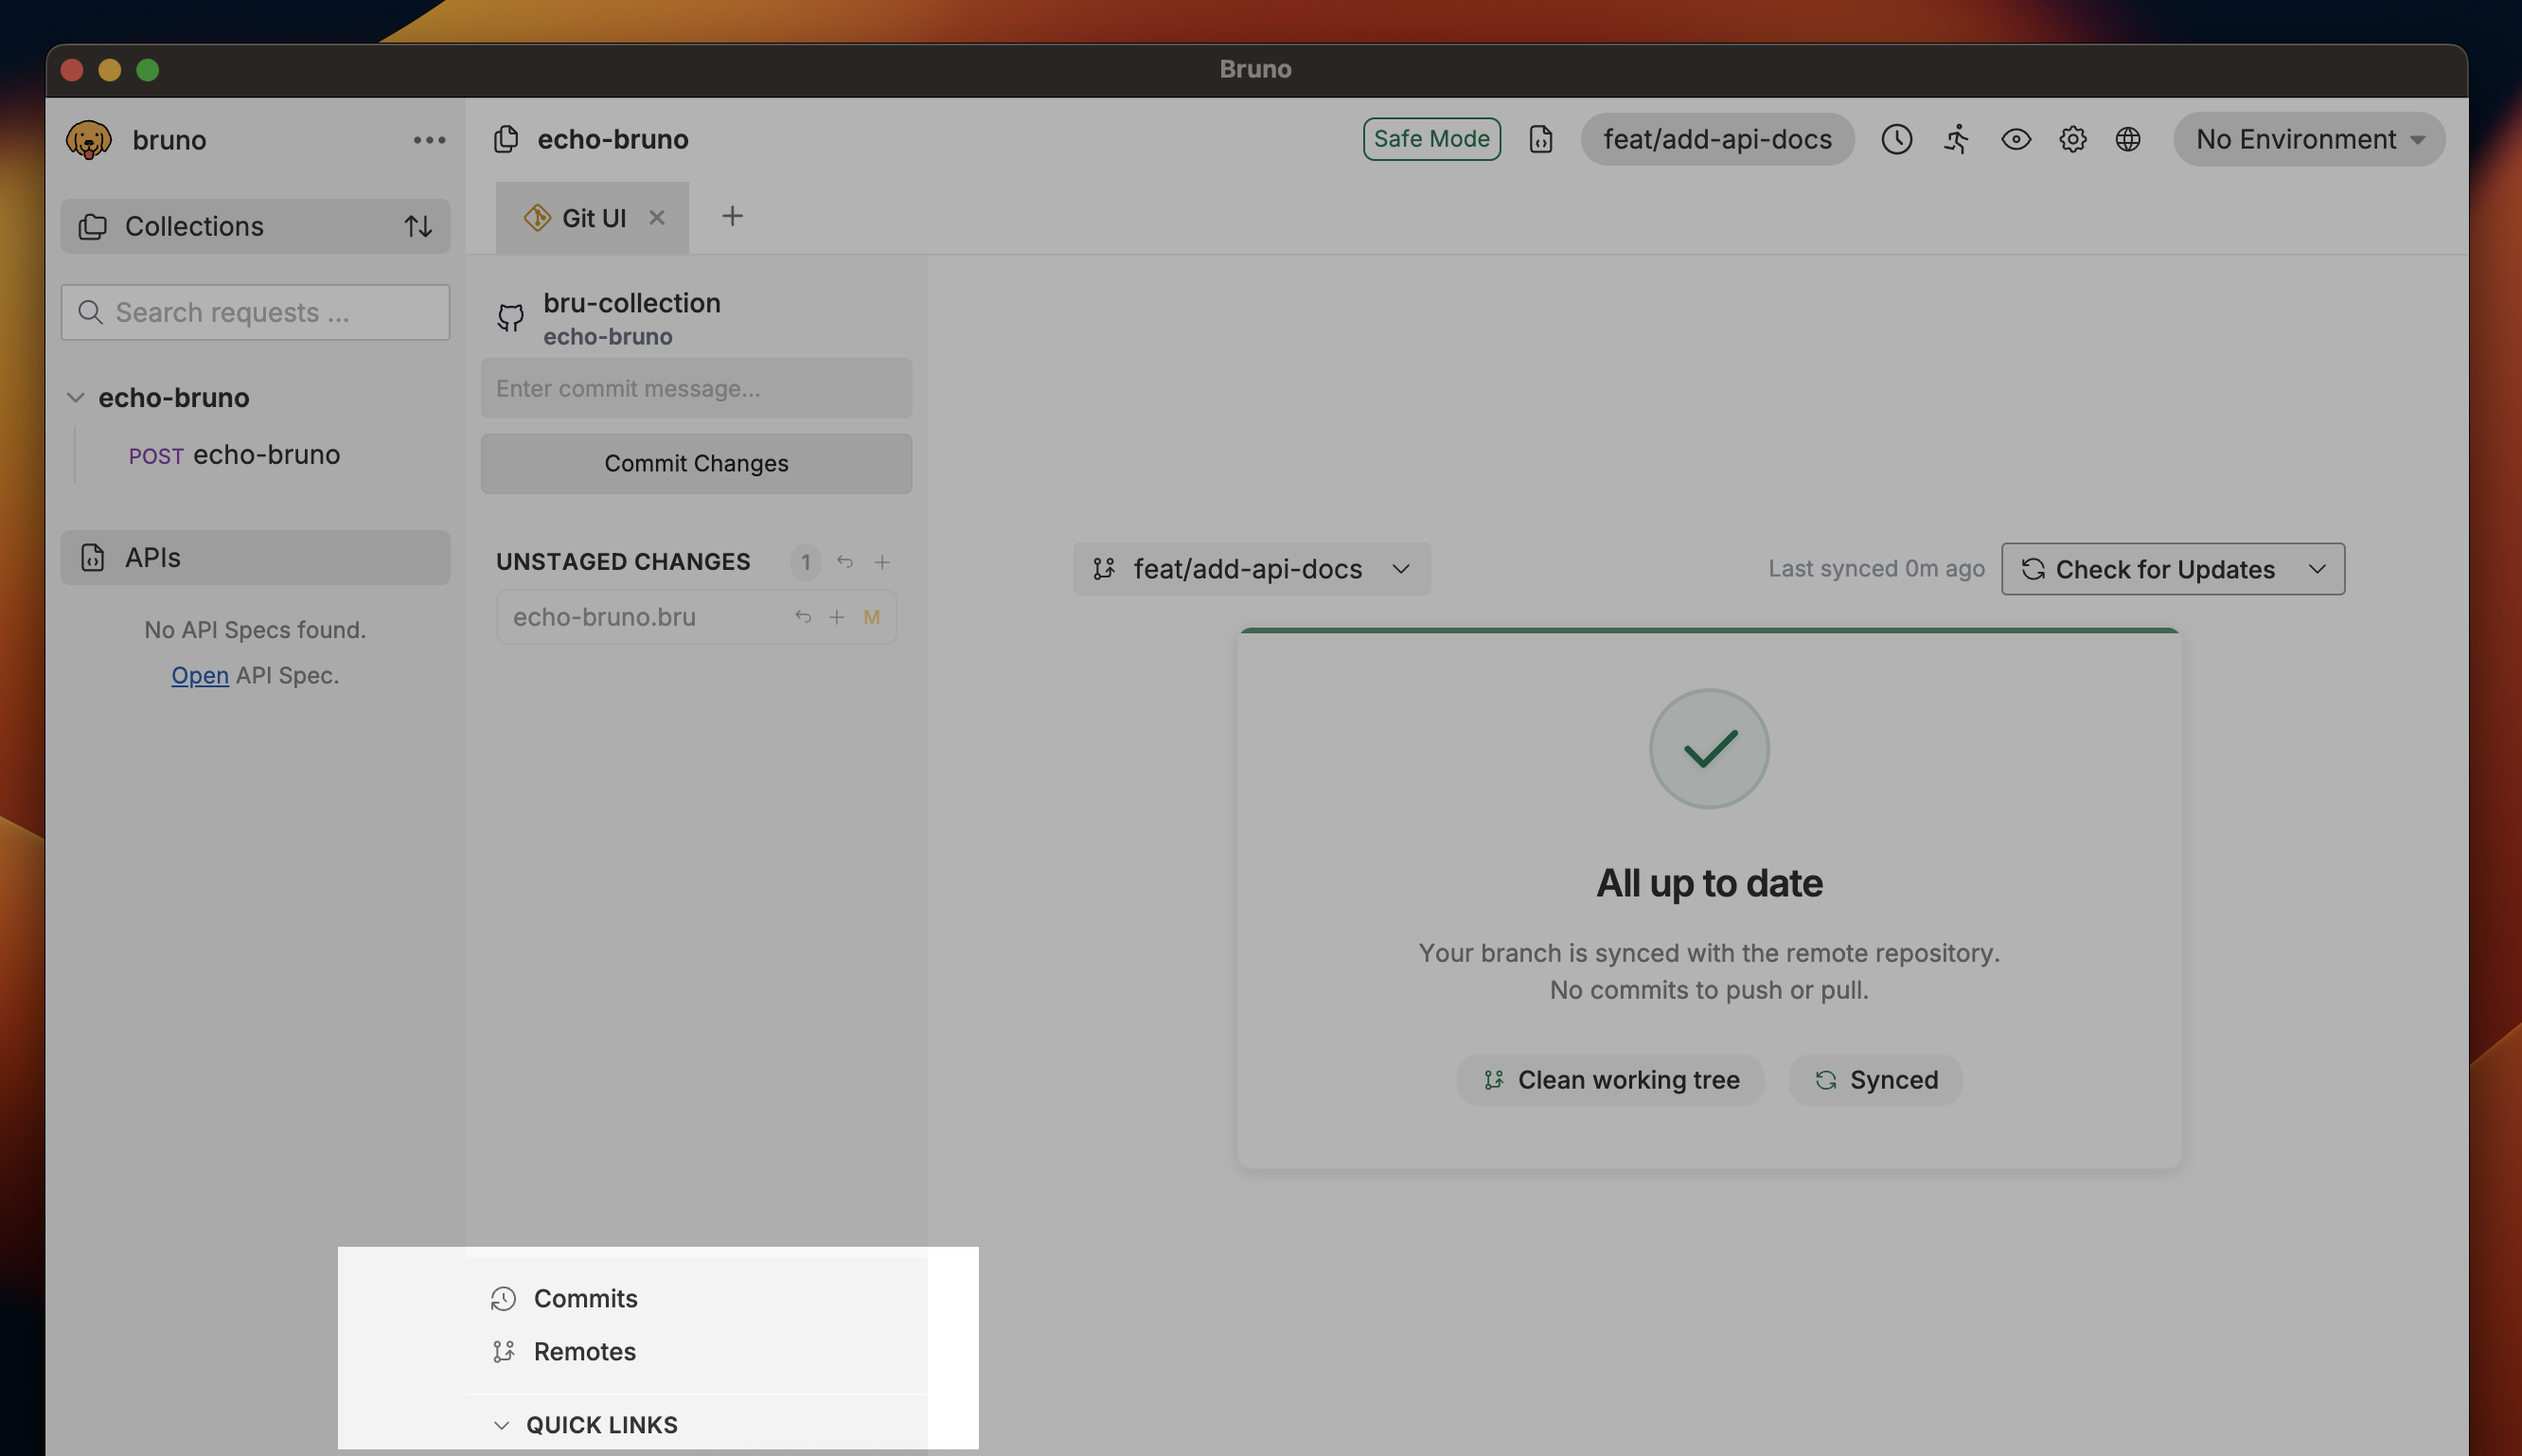 Bruno
bruno
echo-bruno
Safe Mode
feat/add-api-docs
No Environment
Collections
Git UI
Search requests ...
bru-collection
echo-bruno
Enter commit message...
echo-bruno
POST echo-bruno
Commit Changes
APIs
UNSTAGED CHANGES 1
feat/add-api-docs
Last synced 0m ago
Check for Updates
echo-bruno.bru M
No API Specs found.
Open API Spec.
All up to date
Your branch is synced with the remote repository.
No commits to push or pull.
Clean working tree
Synced
Commits
Remotes
QUICK LINKS